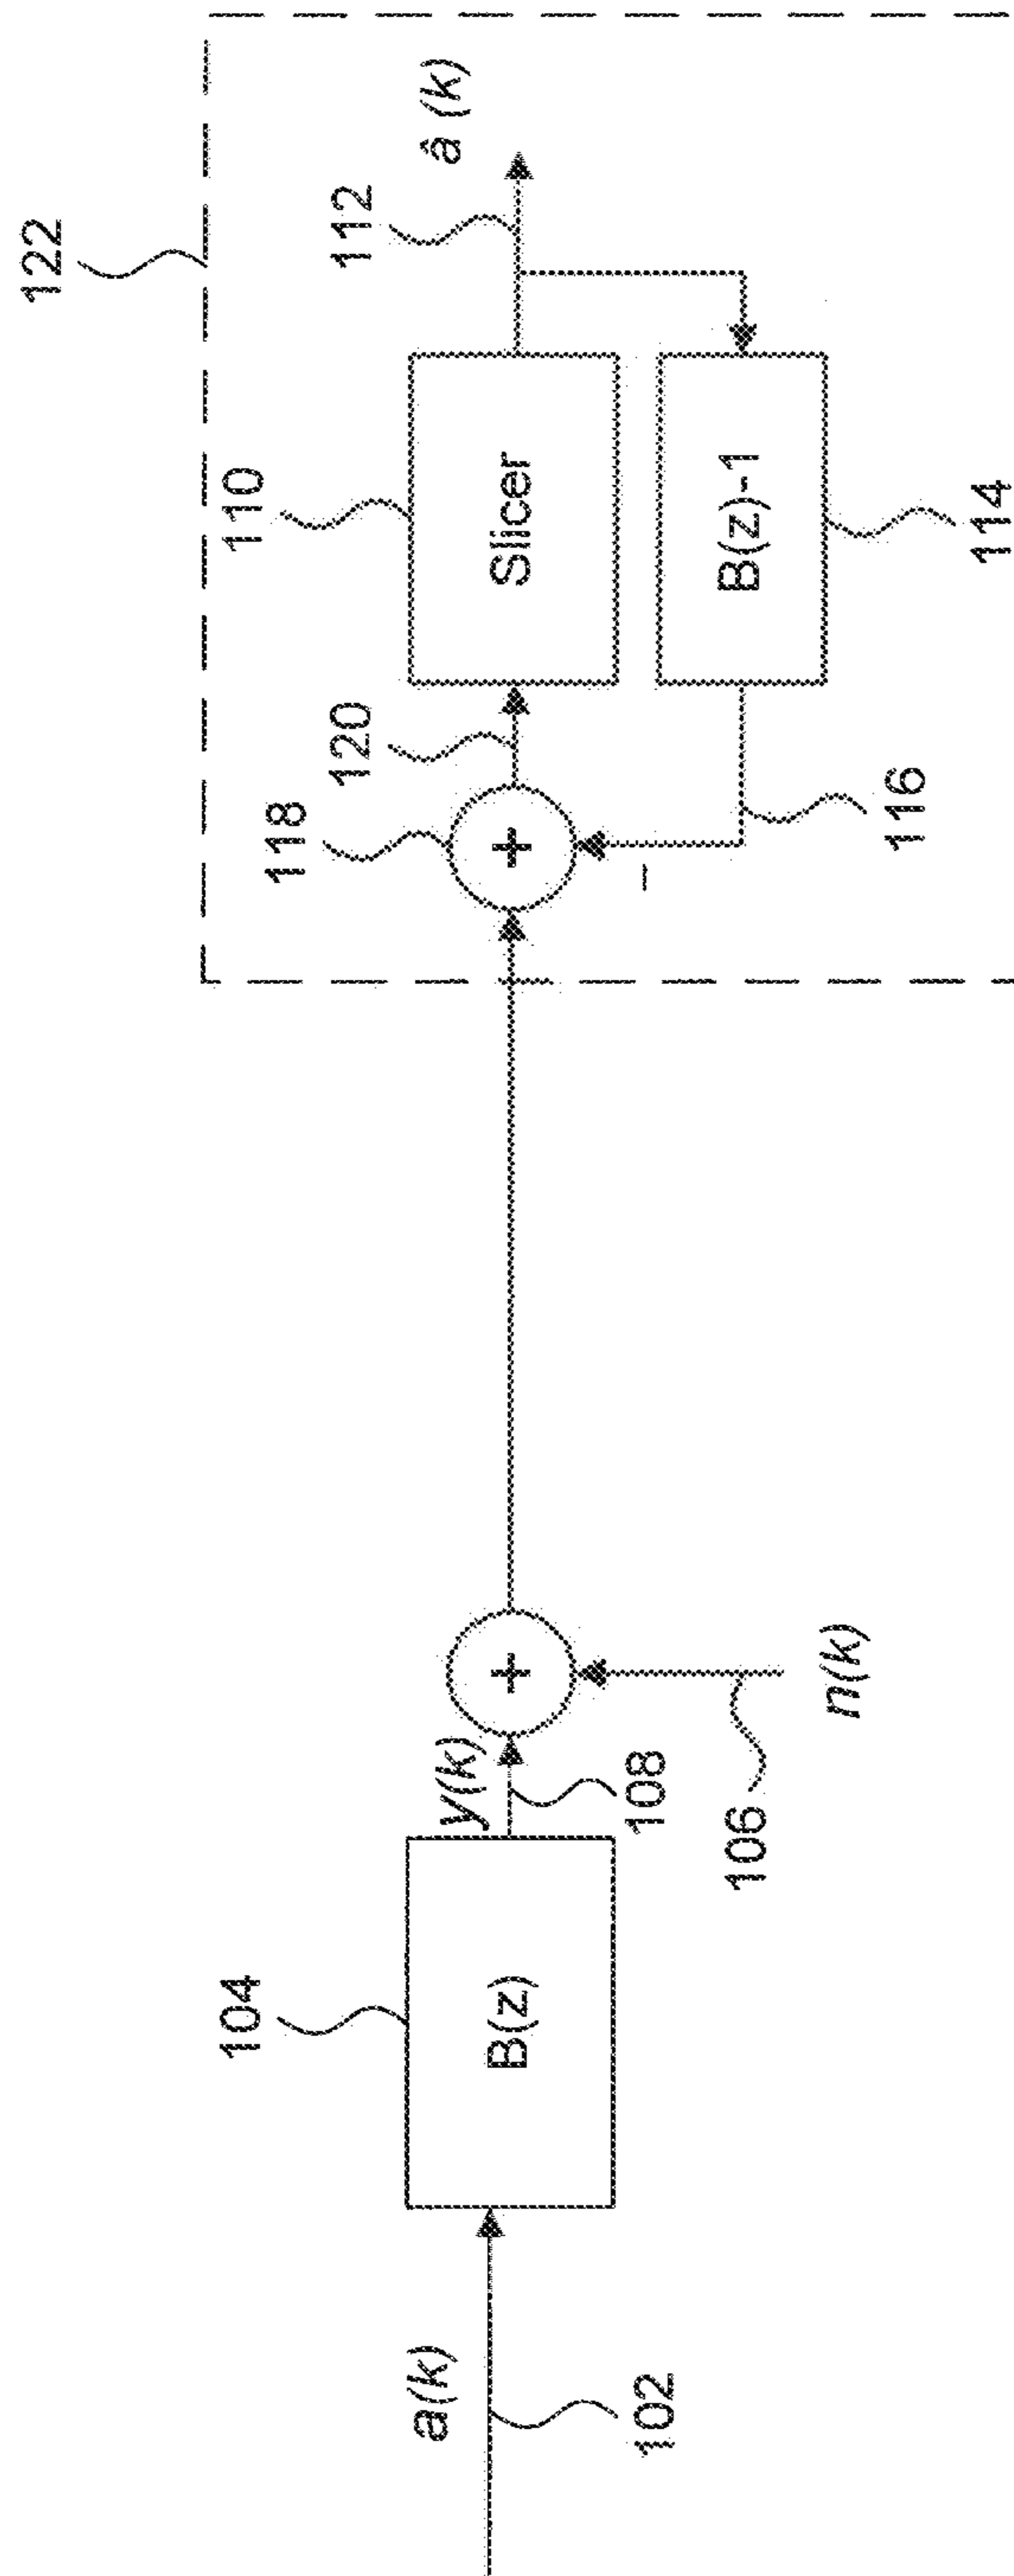 122
110
118
120
112
â (k)
+
Slicer
B(z)-1
–
116
114
104
a(k)
102
B(z)
y(k)
108
+
106
n(k)